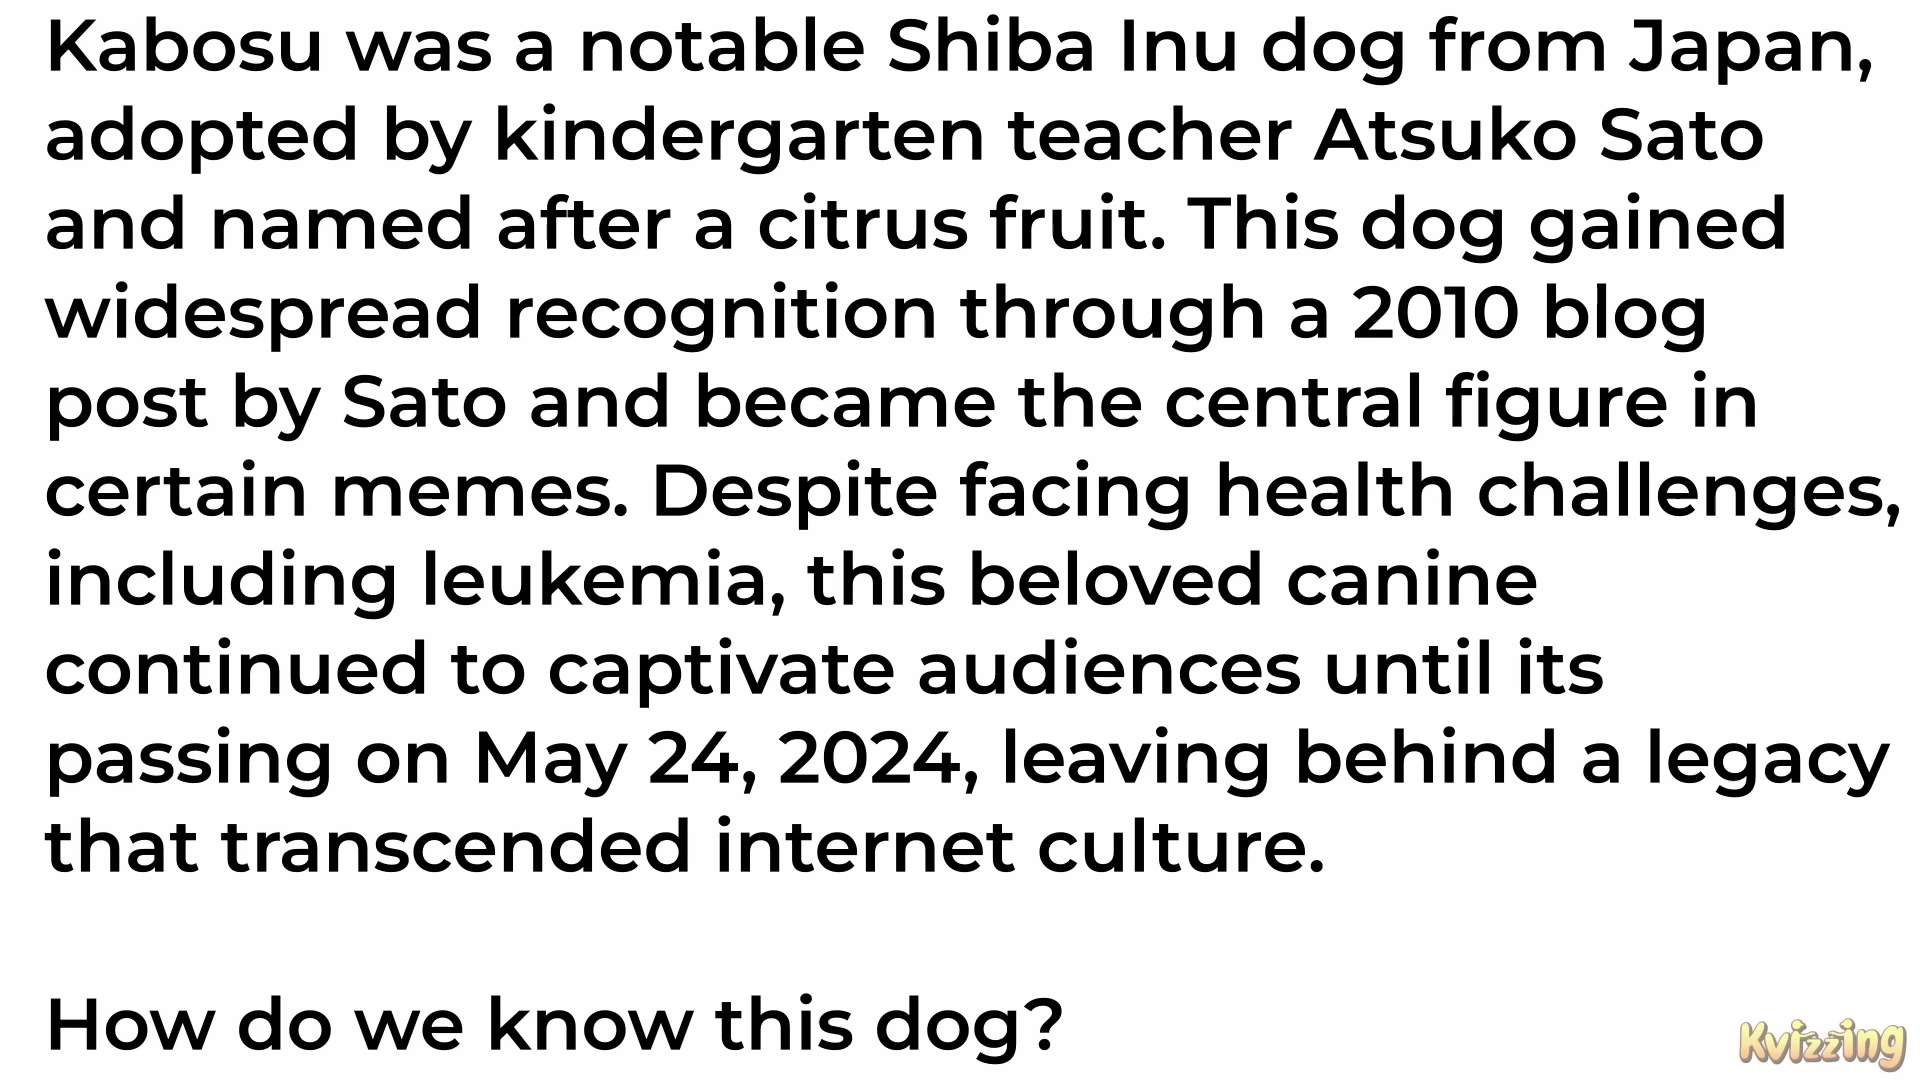 Kabosu was a notable Shiba Inu dog from Japan,
adopted by kindergarten teacher Atsuko Sato
and named after a citrus fruit. This dog gained
widespread recognition through a 2010 blog
post by Sato and became the central figure in
certain memes. Despite facing health challenges,
including leukemia, this beloved canine
continued to captivate audiences until its
passing on May 24, 2024, leaving behind a legacy
that transcended internet culture.
How do we know this dog?
Kvizzing